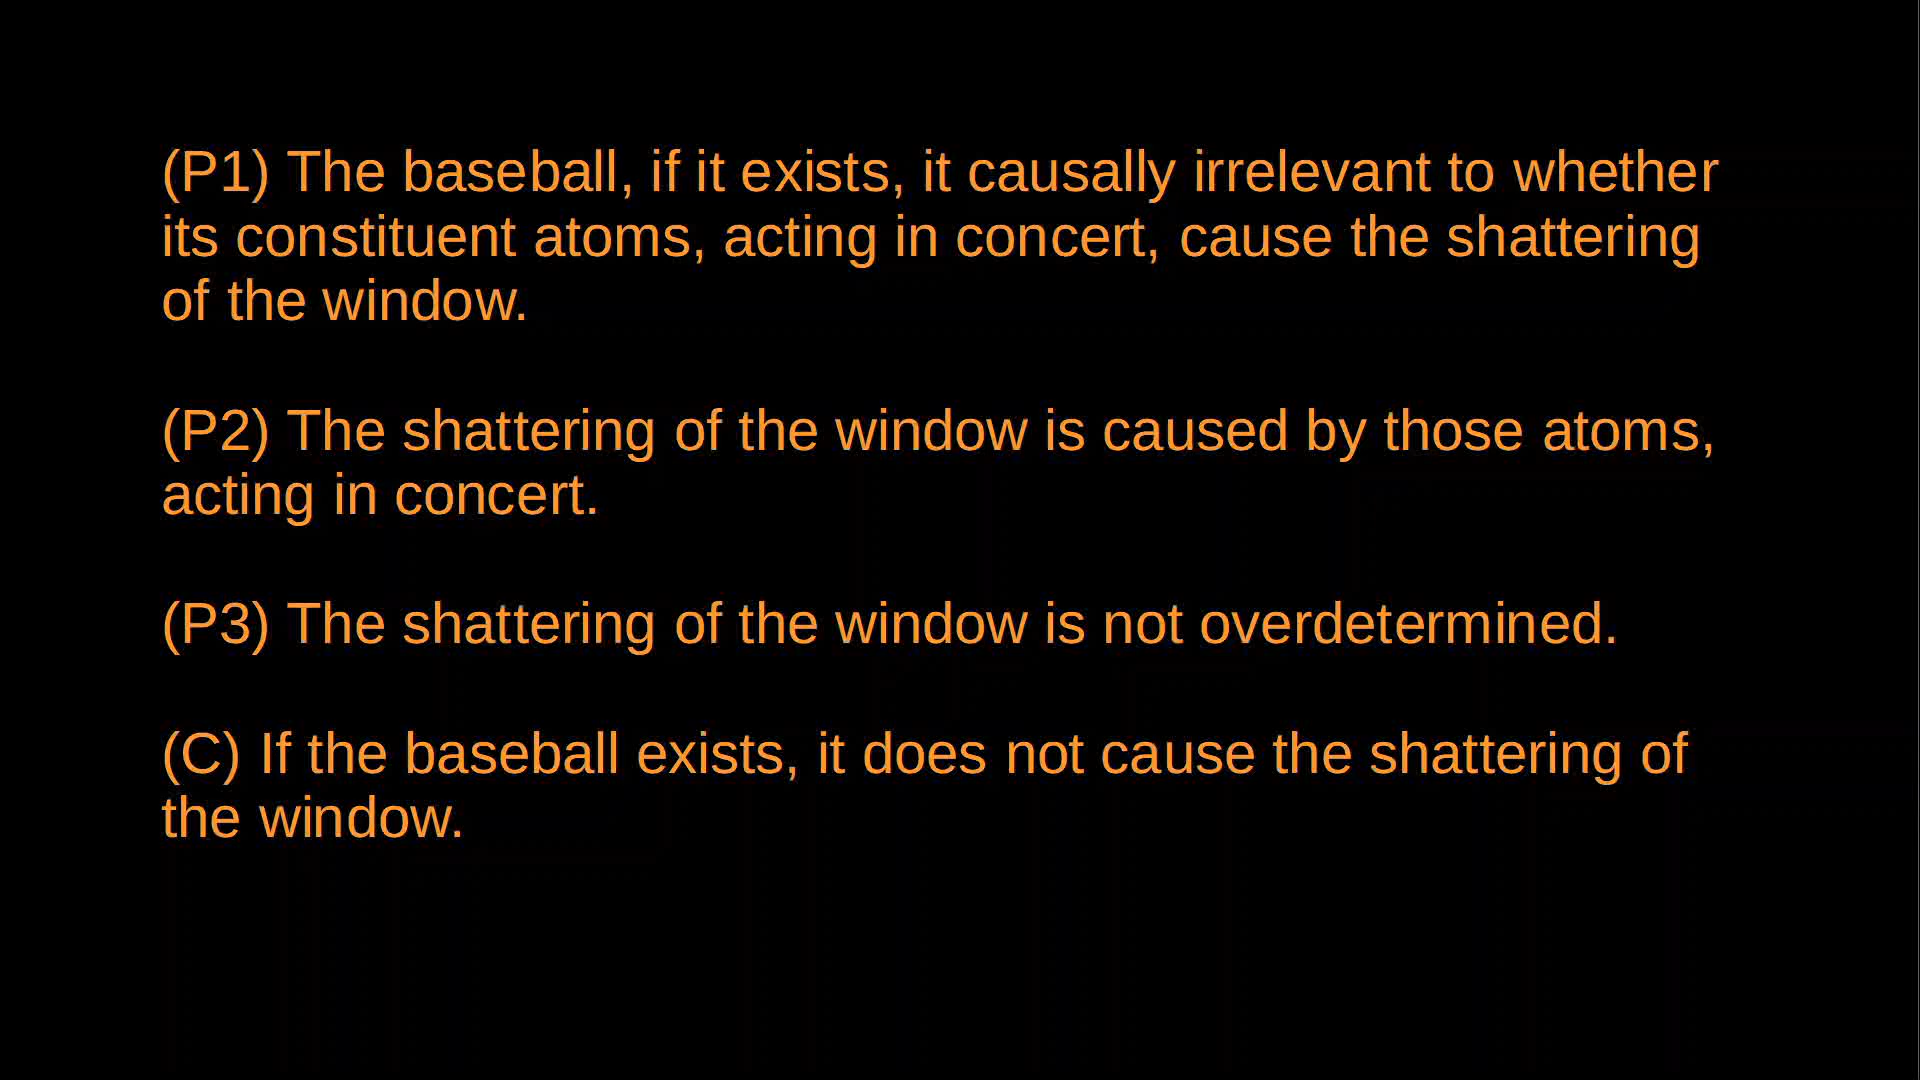 (P1) The baseball, if it exists, it causally irrelevant to whether
its constituent atoms, acting in concert, cause the shattering
of the window.
(P2) The shattering of the window is caused by those atoms,
acting in concert.
(P3) The shattering of the window is not overdetermined.
(C) If the baseball exists, it does not cause the shattering of
the window.